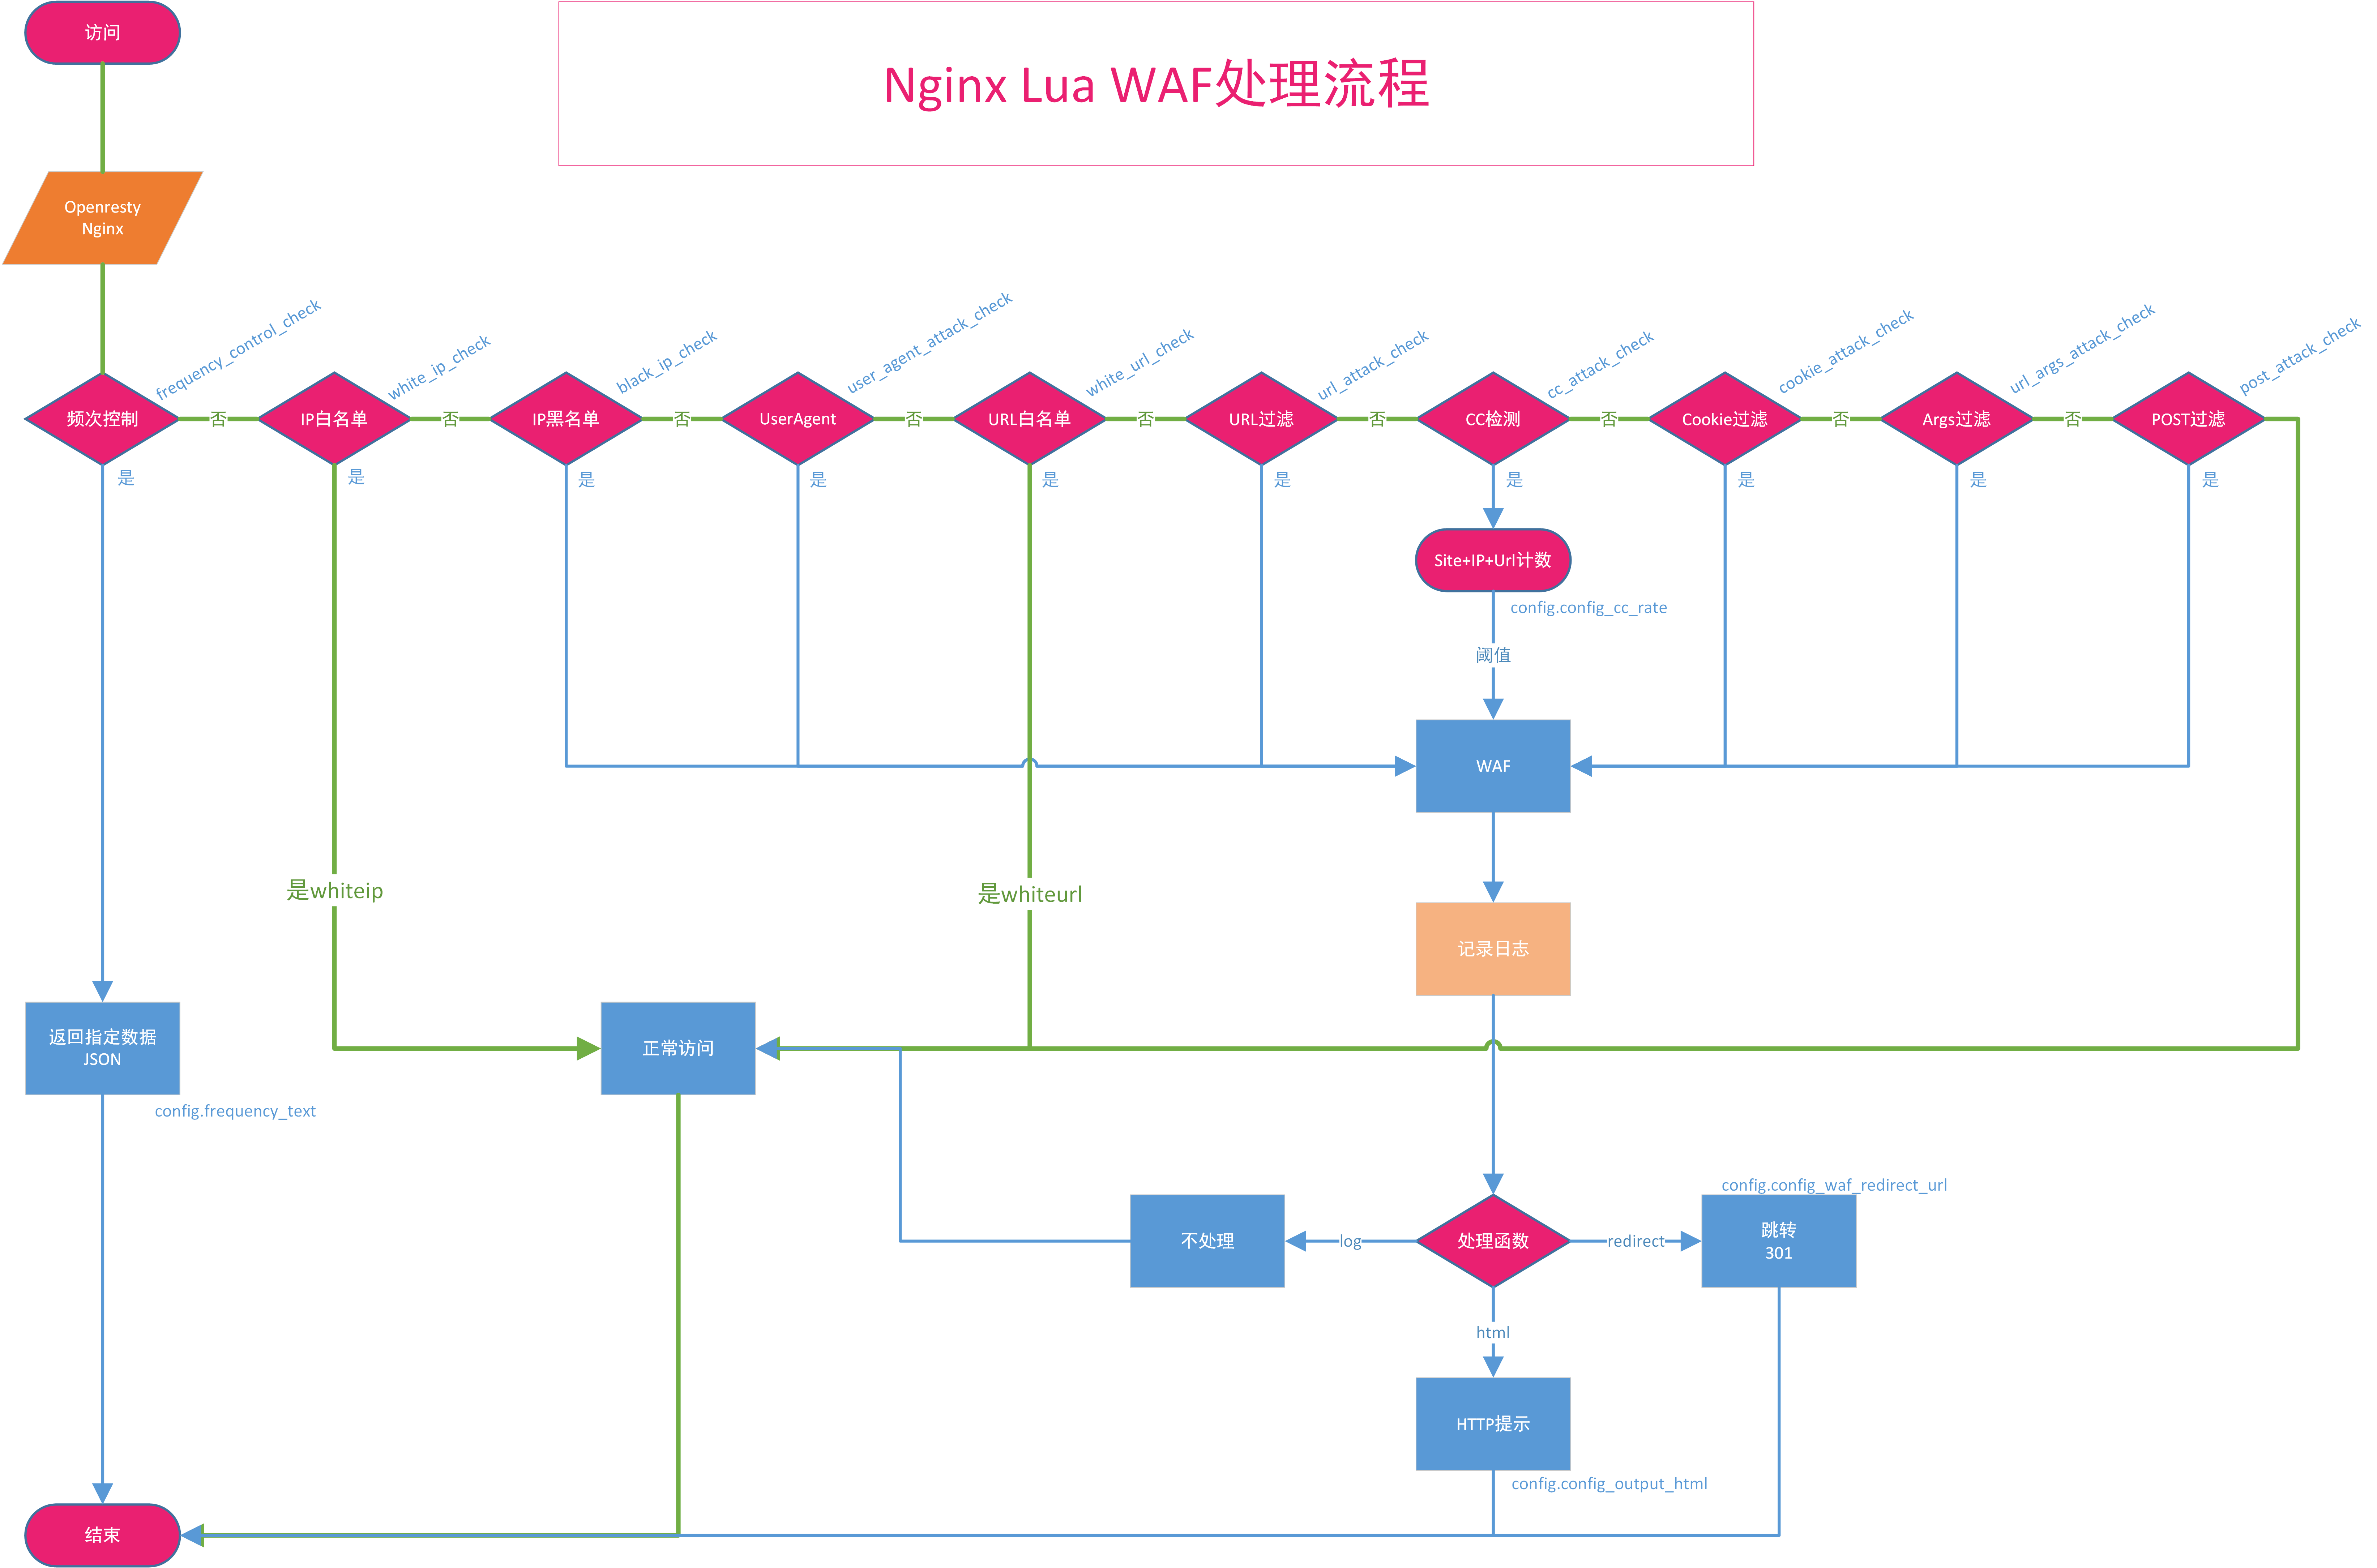 访问
Nginx Lua WAF处理流程
Openresty
Nginx
frequency_control_check
white_ip_check
black_ip_check
user_agent_attack_check
white_url_check
url_attack_check
cc_attack_check
cookie_attack_check
url_args_attack_check
post_attack_check
频次控制
否
IP白名单
否
IP黑名单
否
UserAgent
否
URL白名单
否
URL过滤
否
CC检测
否
Cookie过滤
否
Args过滤
否
POST过滤
是
是
是
是
是
是
是
是
是
是
Site+IP+Url计数
config.config_cc_rate
阈值
WAF
是whiteip
是whiteurl
记录日志
返回指定数据
JSON
正常访问
config.frequency_text
config.config_waf_redirect_url
不处理
log
处理函数
redirect
跳转
301
html
HTTP提示
config.config_output_html
结束